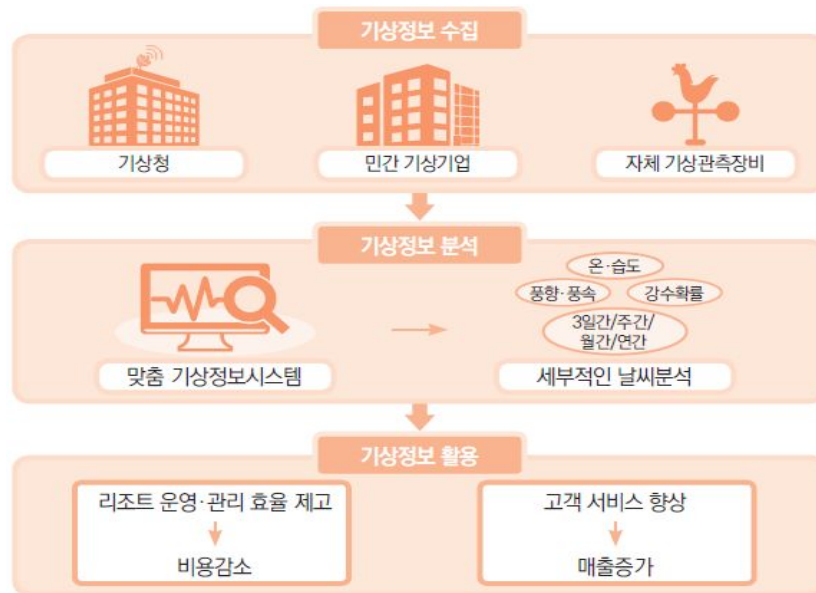 기상정보 수집
기상청
민간 기상기업
자체 기상관측장비
기상정보 분석
온·습도
풍향·풍속
강수확률
3일간/주간/
월간/연간
맞춤 기상정보시스템
세부적인 날씨분석
기상정보 활용
리조트 운영·관리 효율 제고
비용감소
고객 서비스 향상
매출증가